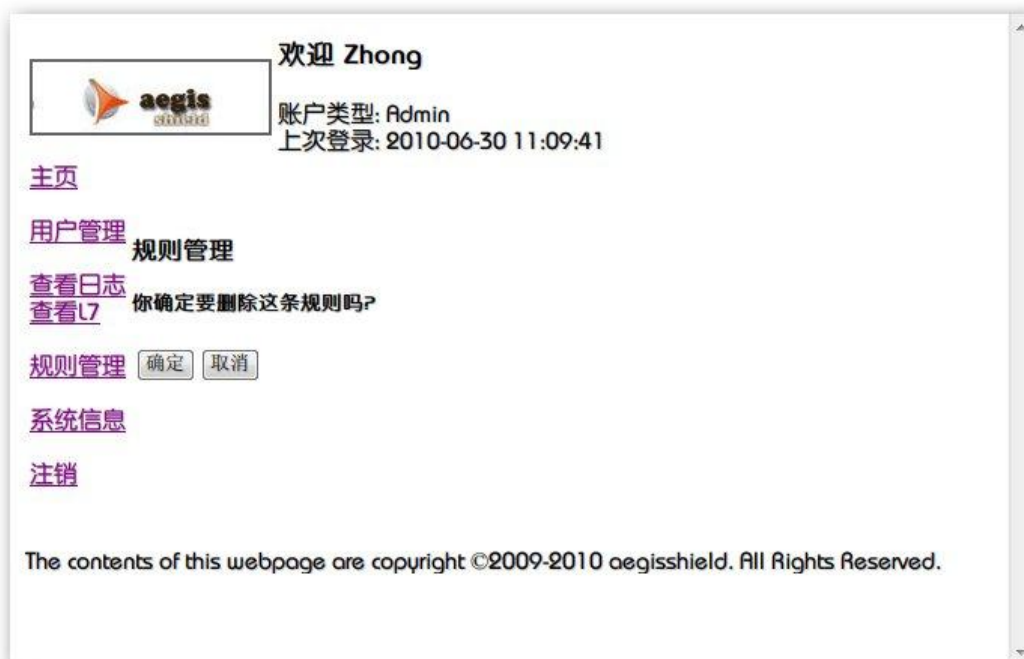 aegis
shield
欢迎 Zhong
账户类型: Admin
上次登录: 2010-06-30 11:09:41
主页
用户管理
查看日志
查看L7
规则管理
系统信息
注销
规则管理
你确定要删除这条规则吗?
确定 取消
The contents of this webpage are copyright ©2009-2010 aegisshield. All Rights Reserved.